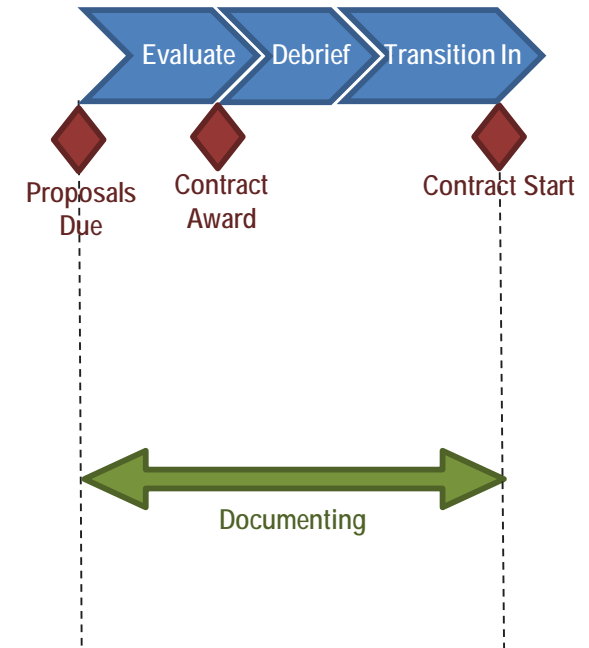 Evaluate
Debrief
Transition In
Proposals
Due
Contract
Award
Contract Start
Documenting